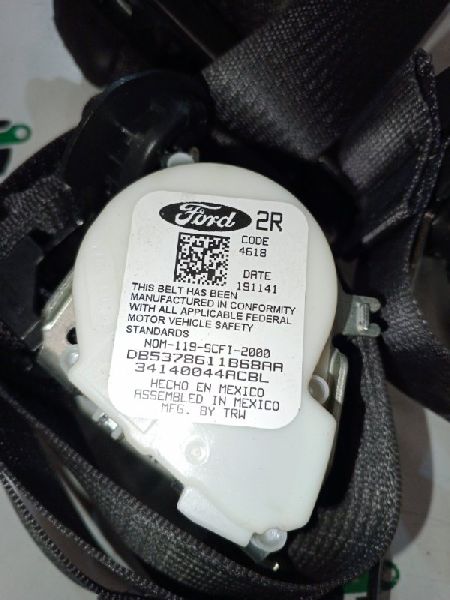 Ford 2R
CODE
4618
DATE
191141
THIS BELT HAS BEEN
MANUFACTURED IN CONFORMITY
WITH ALL APPLICABLE FEDERAL
MOTOR VEHICLE SAFETY
STANDARDS
NOM-119-SCFI-2000
DB5378611B68AA
34140044ACBL
HECHO EN MEXICO
ASSEMBLED IN MEXICO
MFG. BY TRW